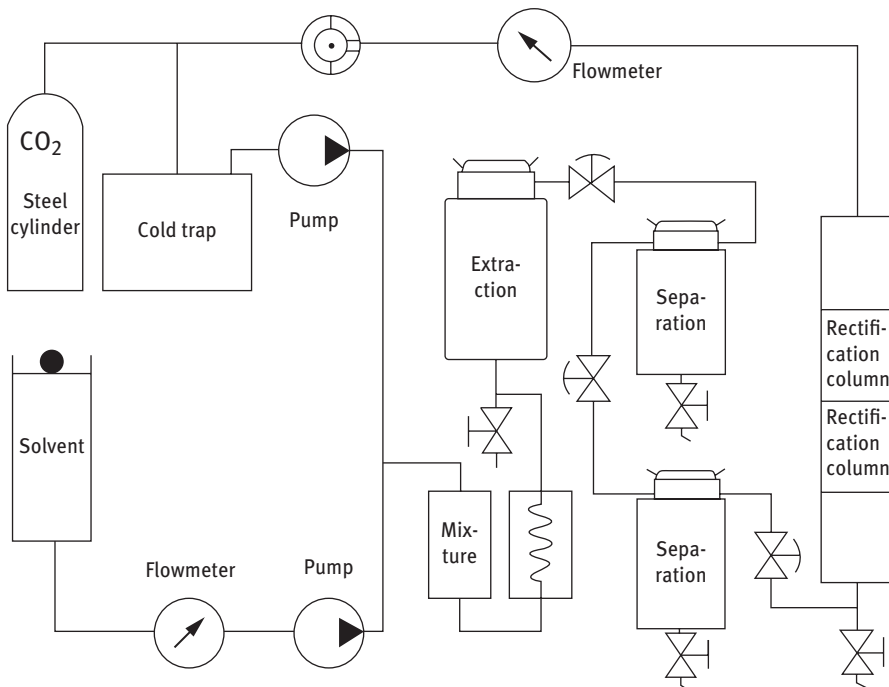 Flowmeter
CO₂
Steel
cylinder
Cold trap
Pump
Extra-
ction
Sepa-
ration
Rectifi-
cation
column
Rectifi-
cation
column
Solvent
Mix-
ture
Sepa-
ration
Flowmeter
Pump